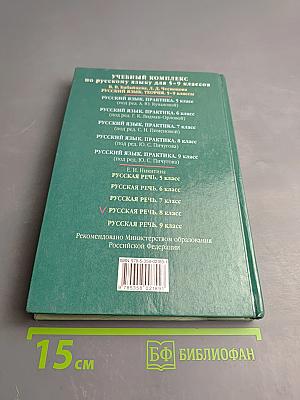 УЧЕБНЫЙ КОМПЛЕКС
по русскому языку для 5–9 классов
В. В. Бабайцева, Л. Д. Чеснокова
РУССКИЙ ЯЗЫК. ТЕОРИЯ. 5–9 классы
РУССКИЙ ЯЗЫК. ПРАКТИКА. 5 класс
(под ред. А. Ю. Купаловой)
РУССКИЙ ЯЗЫК. ПРАКТИКА. 6 класс
(под ред. Г. К. Лидман-Орловой)
РУССКИЙ ЯЗЫК. ПРАКТИКА. 7 класс
(под ред. С. Н. Пименовой)
РУССКИЙ ЯЗЫК. ПРАКТИКА. 8 класс
(под ред. Ю. С. Пичугова)
РУССКИЙ ЯЗЫК. ПРАКТИКА. 9 класс
(под ред. Ю. С. Пичугова)
Е. И. Никитина
РУССКАЯ РЕЧЬ. 5 класс
РУССКАЯ РЕЧЬ. 6 класс
РУССКАЯ РЕЧЬ. 7 класс
РУССКАЯ РЕЧЬ. 8 класс
РУССКАЯ РЕЧЬ. 9 класс
Рекомендовано Министерством образования
Российской Федерации
15 см
БФ БИБЛИОФАН